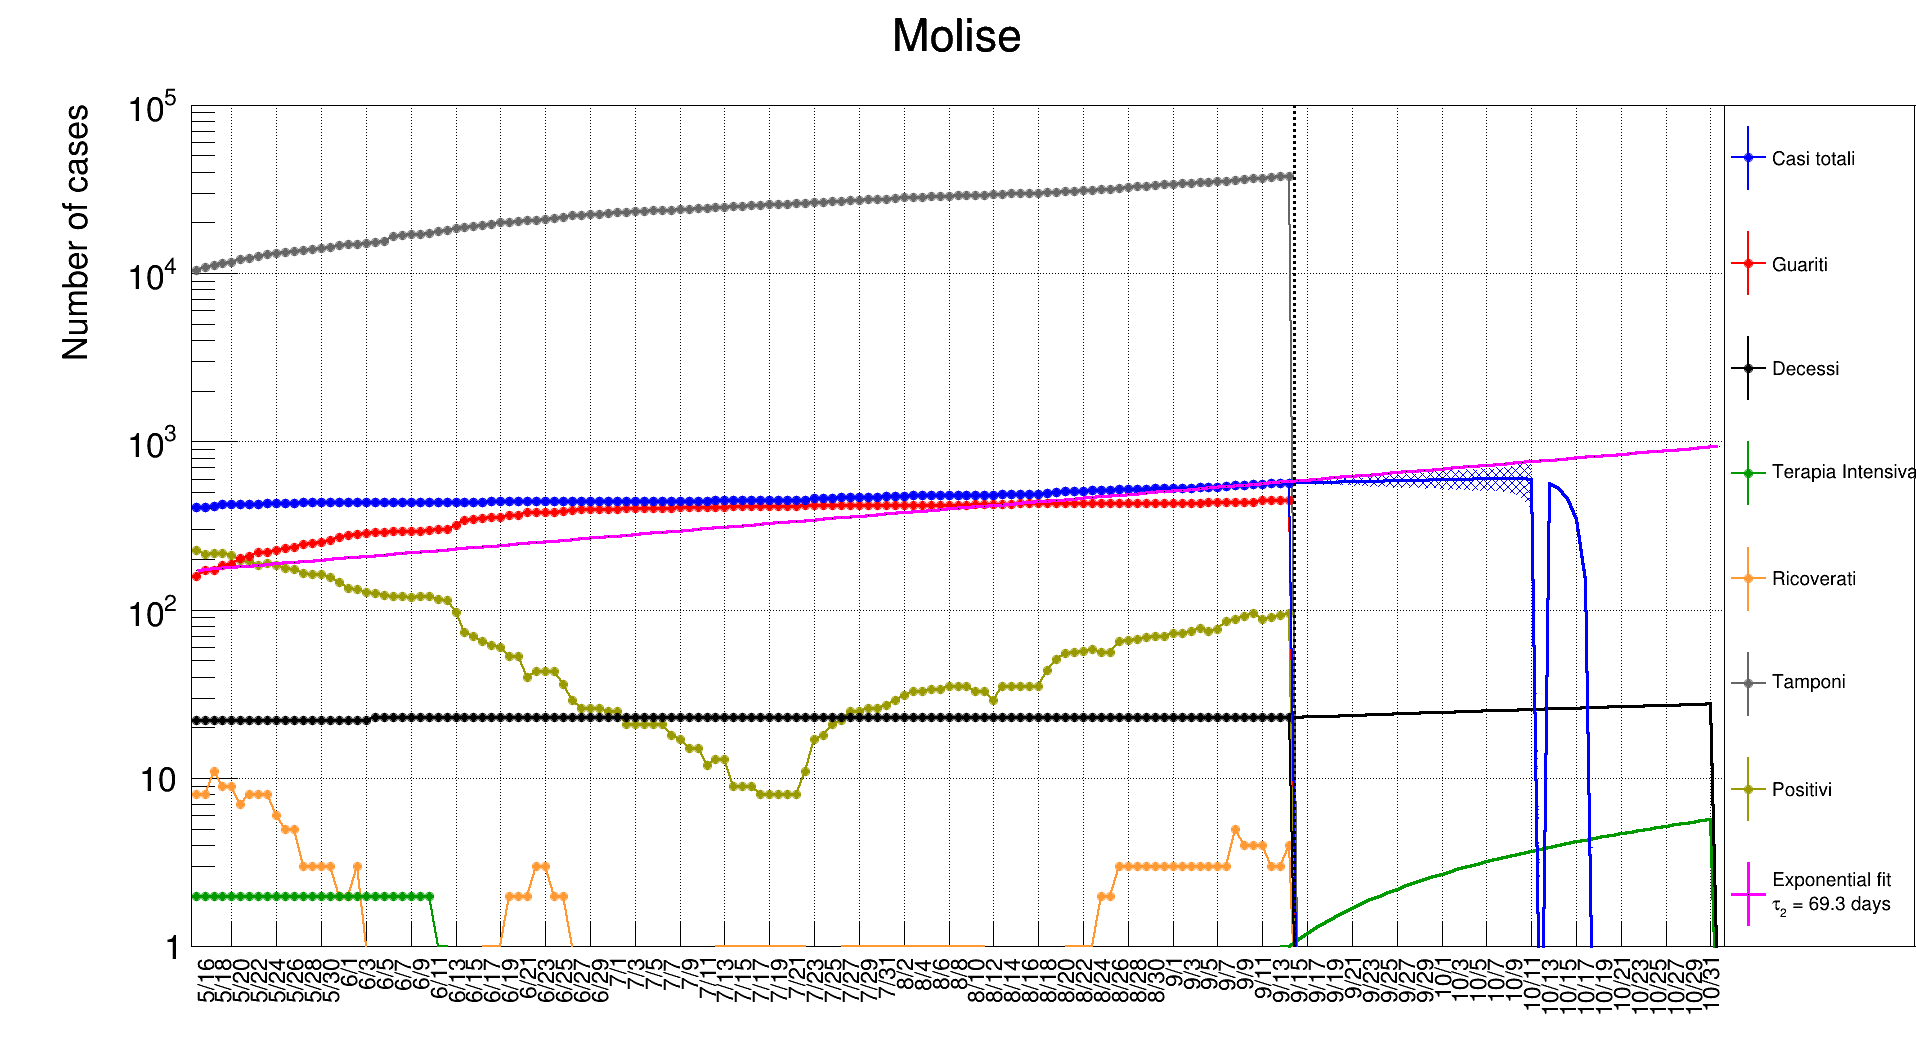 Molise
Number of cases
10^5
10^4
10^3
10^2
10
1
5/16 5/18 5/20 5/22 5/24 5/26 5/28 5/30 6/1 6/3 6/5 6/7 6/9 6/11 6/13 6/15 6/17 6/19 6/21 6/23 6/25 6/27 6/29 7/1 7/3 7/5 7/7 7/9 7/11 7/13 7/15 7/17 7/19 7/21 7/23 7/25 7/27 7/29 7/31 8/2 8/4 8/6 8/8 8/10 8/12 8/14 8/16 8/18 8/20 8/22 8/24 8/26 8/28 8/30 9/1 9/3 9/5 9/7 9/9 9/11 9/13 9/15 9/17 9/19 9/21 9/23 9/25 9/27 9/29 10/1 10/3 10/5 10/7 10/9 10/11 10/13 10/15 10/17 10/19 10/21 10/23 10/25 10/27 10/29 10/31
Casi totali
Guariti
Decessi
Terapia Intensiva
Ricoverati
Tamponi
Positivi
Exponential fit
τ2 = 69.3 days